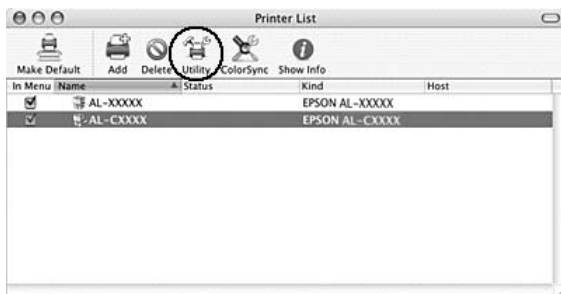 Printer List
Make Default Add Delete Utility ColorSync Show Info
In Menu Name Status Kind Host
AL-XXXXX EPSON AL-XXXXX
AL-CXXXX EPSON AL-CXXXX